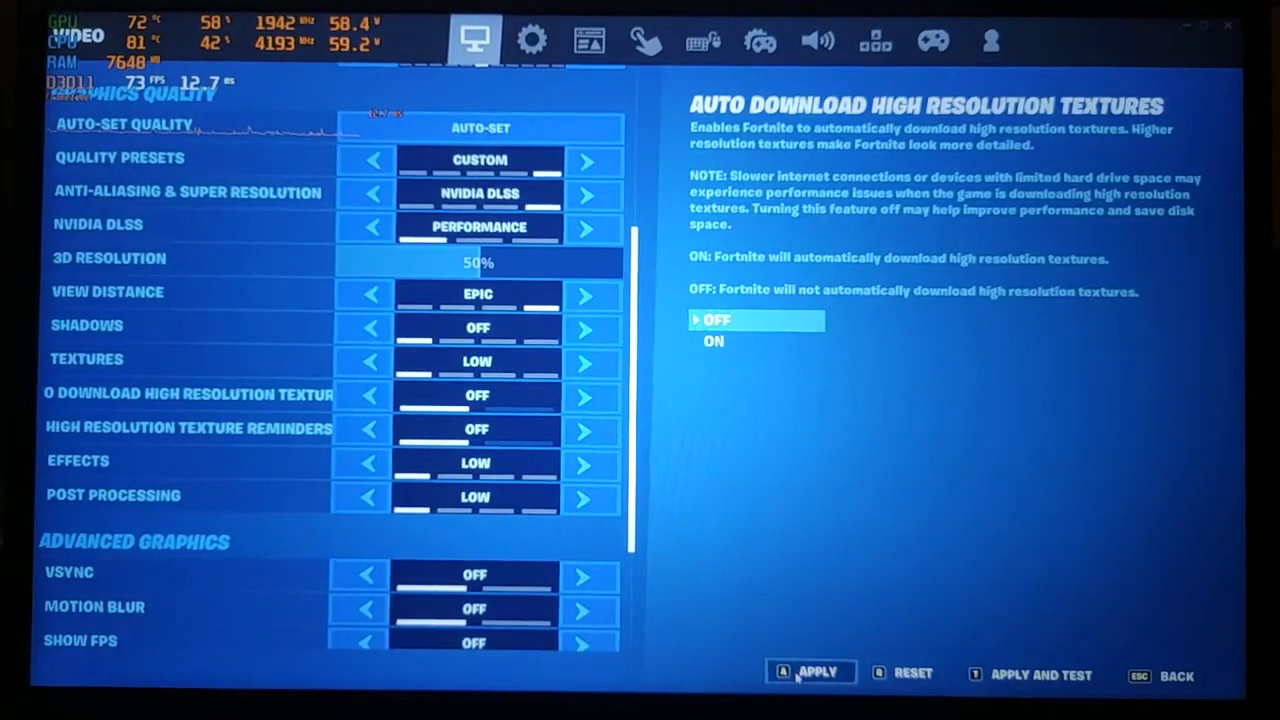 GPU 72 °C 58 % 1942 MHz 58.4 W
VIDEO
CPU 81 °C 42 % 4193 MHz 59.2 W
RAM 7648 MB
D3D11 73 FPS 12.7 ms
GRAPHICS QUALITY
12.7 ms
AUTO-SET QUALITY AUTO-SET
QUALITY PRESETS CUSTOM
ANTI-ALIASING & SUPER RESOLUTION NVIDIA DLSS
NVIDIA DLSS PERFORMANCE
3D RESOLUTION 50%
VIEW DISTANCE EPIC
SHADOWS OFF
TEXTURES LOW
O DOWNLOAD HIGH RESOLUTION TEXTUR OFF
HIGH RESOLUTION TEXTURE REMINDERS OFF
EFFECTS LOW
POST PROCESSING LOW
ADVANCED GRAPHICS
VSYNC OFF
MOTION BLUR OFF
SHOW FPS OFF
AUTO DOWNLOAD HIGH RESOLUTION TEXTURES
Enables Fortnite to automatically download high resolution textures. Higher
resolution textures make Fortnite look more detailed.
NOTE: Slower internet connections or devices with limited hard drive space may
experience performance issues when the game is downloading high resolution
textures. Turning this feature off may help improve performance and save disk
space.
ON: Fortnite will automatically download high resolution textures.
OFF: Fortnite will not automatically download high resolution textures.
OFF
ON
A APPLY R RESET T APPLY AND TEST ESC BACK